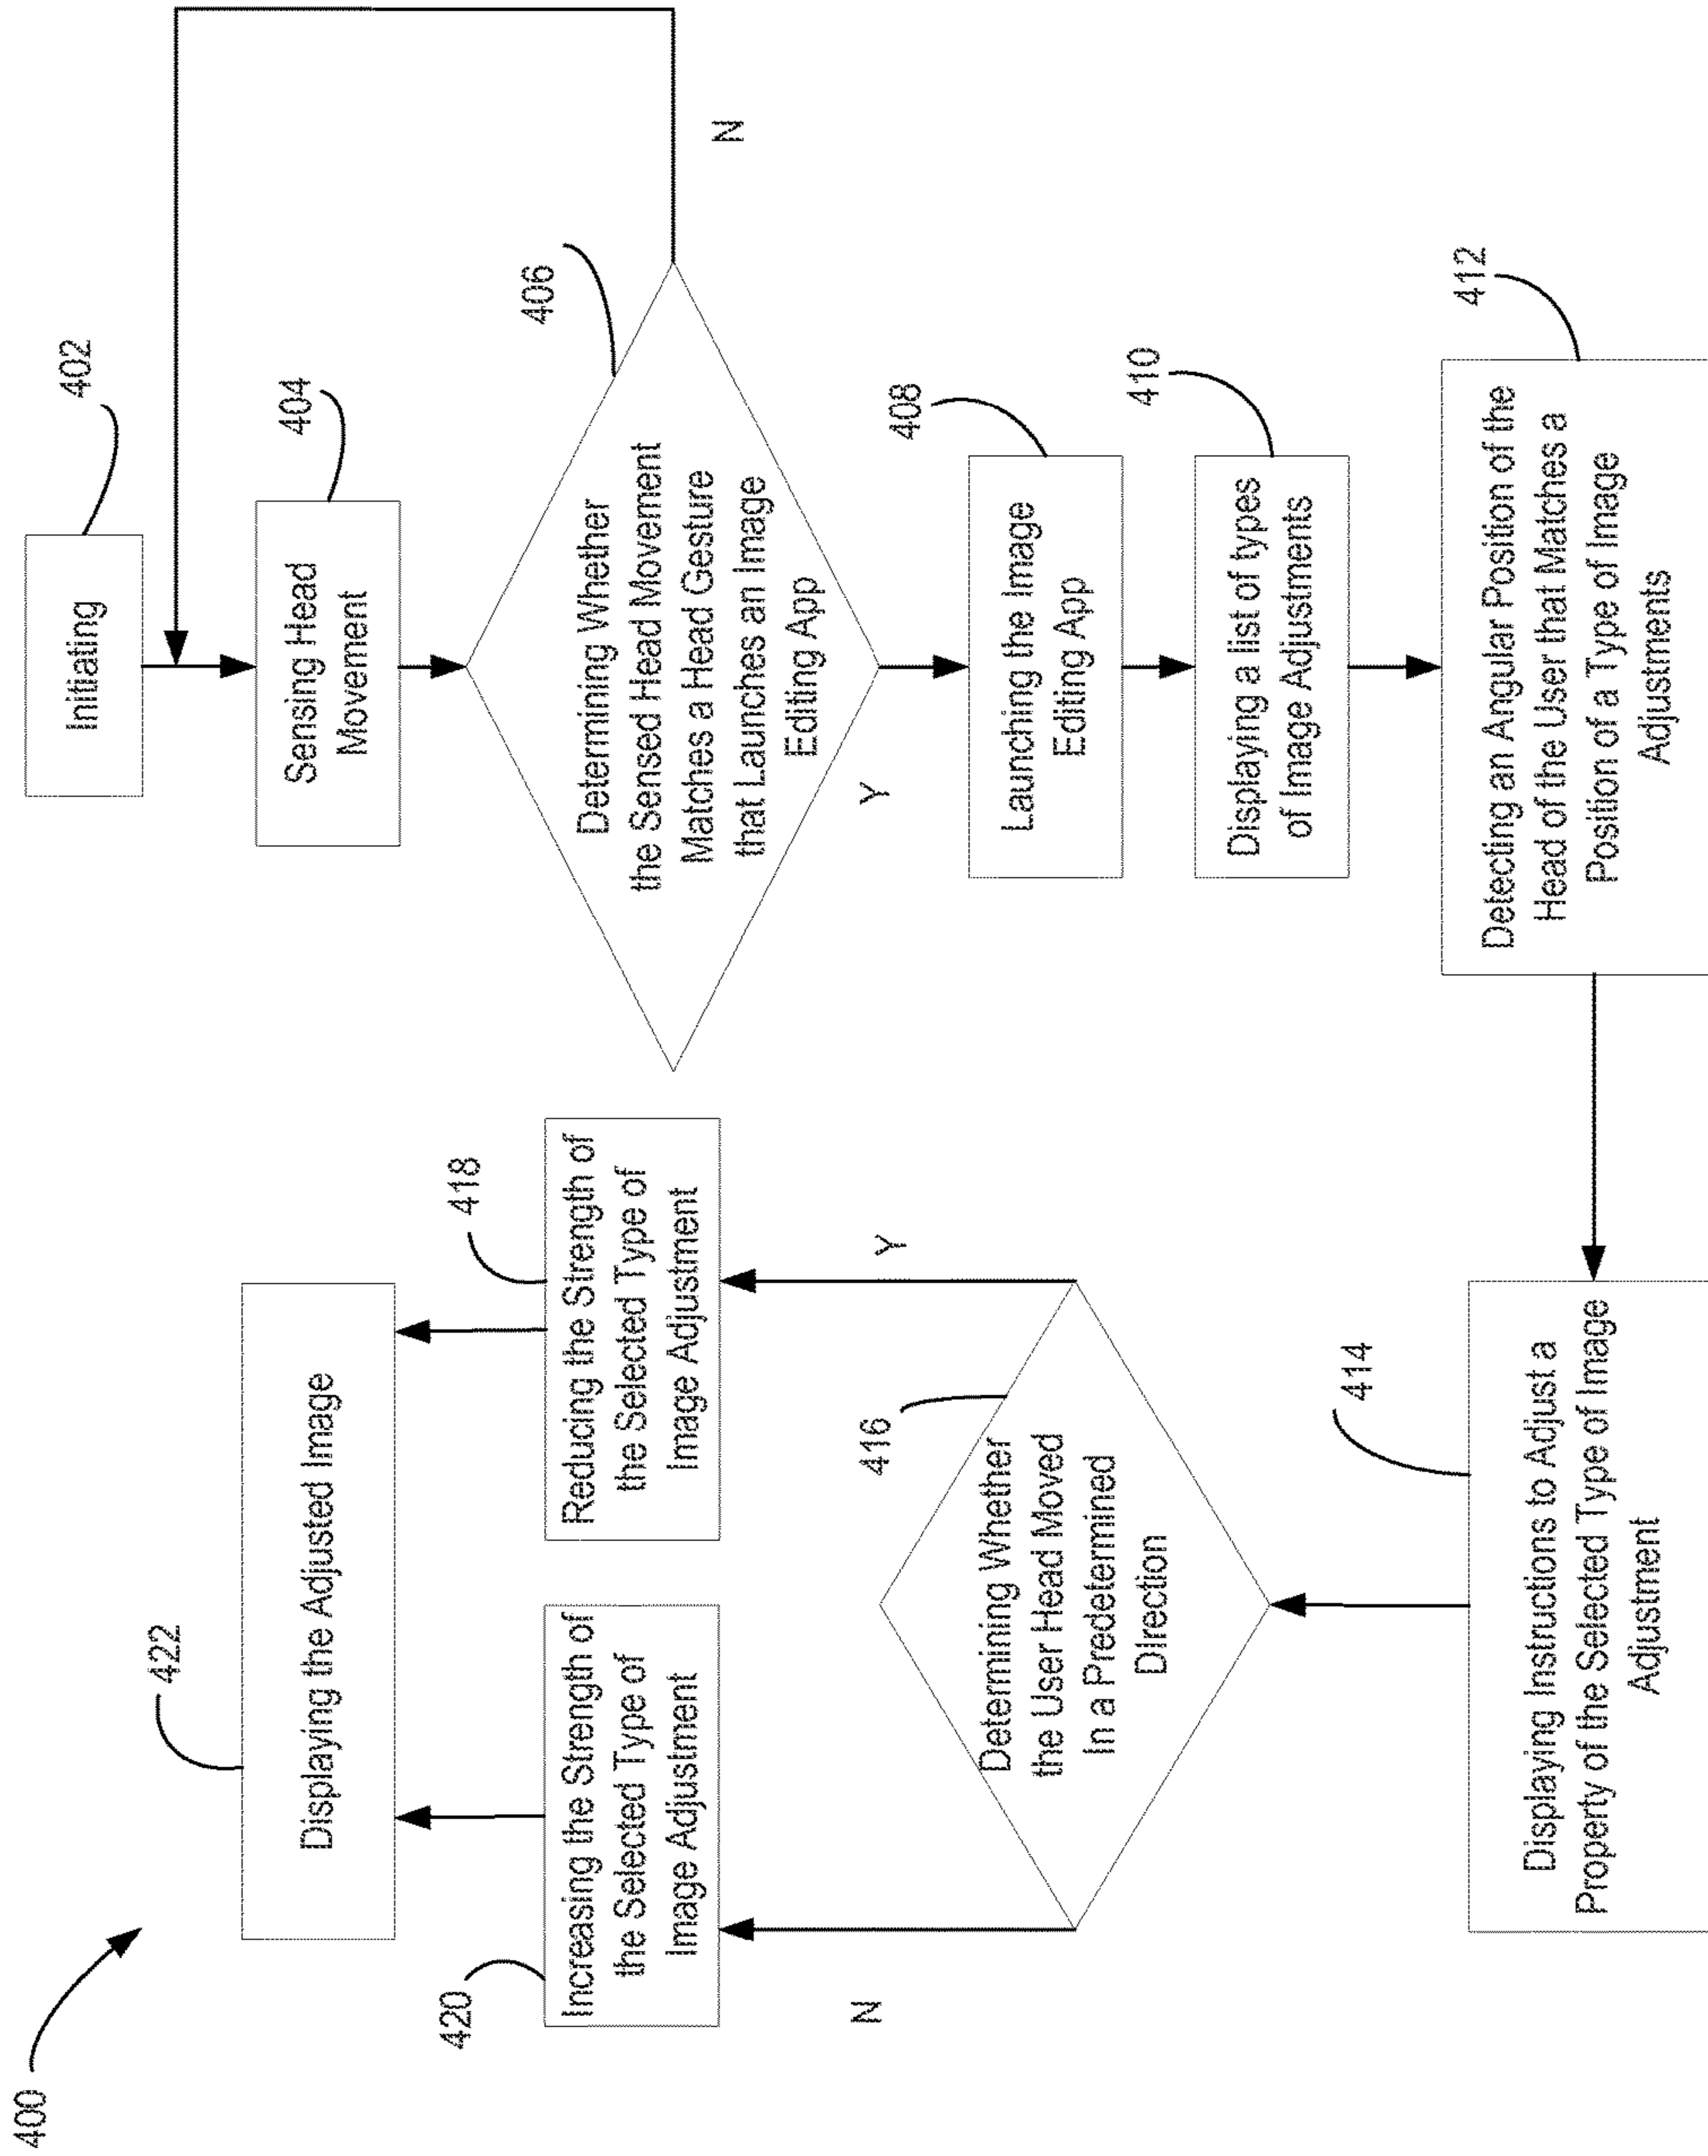 400
402
Initiating
404
Sensing Head
Movement
406
Determining Whether
the Sensed Head Movement
Matches a Head Gesture
that Launches an Image
Editing App
N
Y
408
Launching the Image
Editing App
410
Displaying a list of types
of Image Adjustments
412
Detecting an Angular Position of the
Head of the User that Matches a
Position of a Type of Image
Adjustments
414
Displaying Instructions to Adjust a
Property of the Selected Type of Image
Adjustment
416
Determining Whether
the User Head Moved
In a Predetermined
Direction
Y
N
418
Reducing the Strength of
the Selected Type of
Image Adjustment
420
Increasing the Strength of
the Selected Type of
Image Adjustment
422
Displaying the Adjusted Image